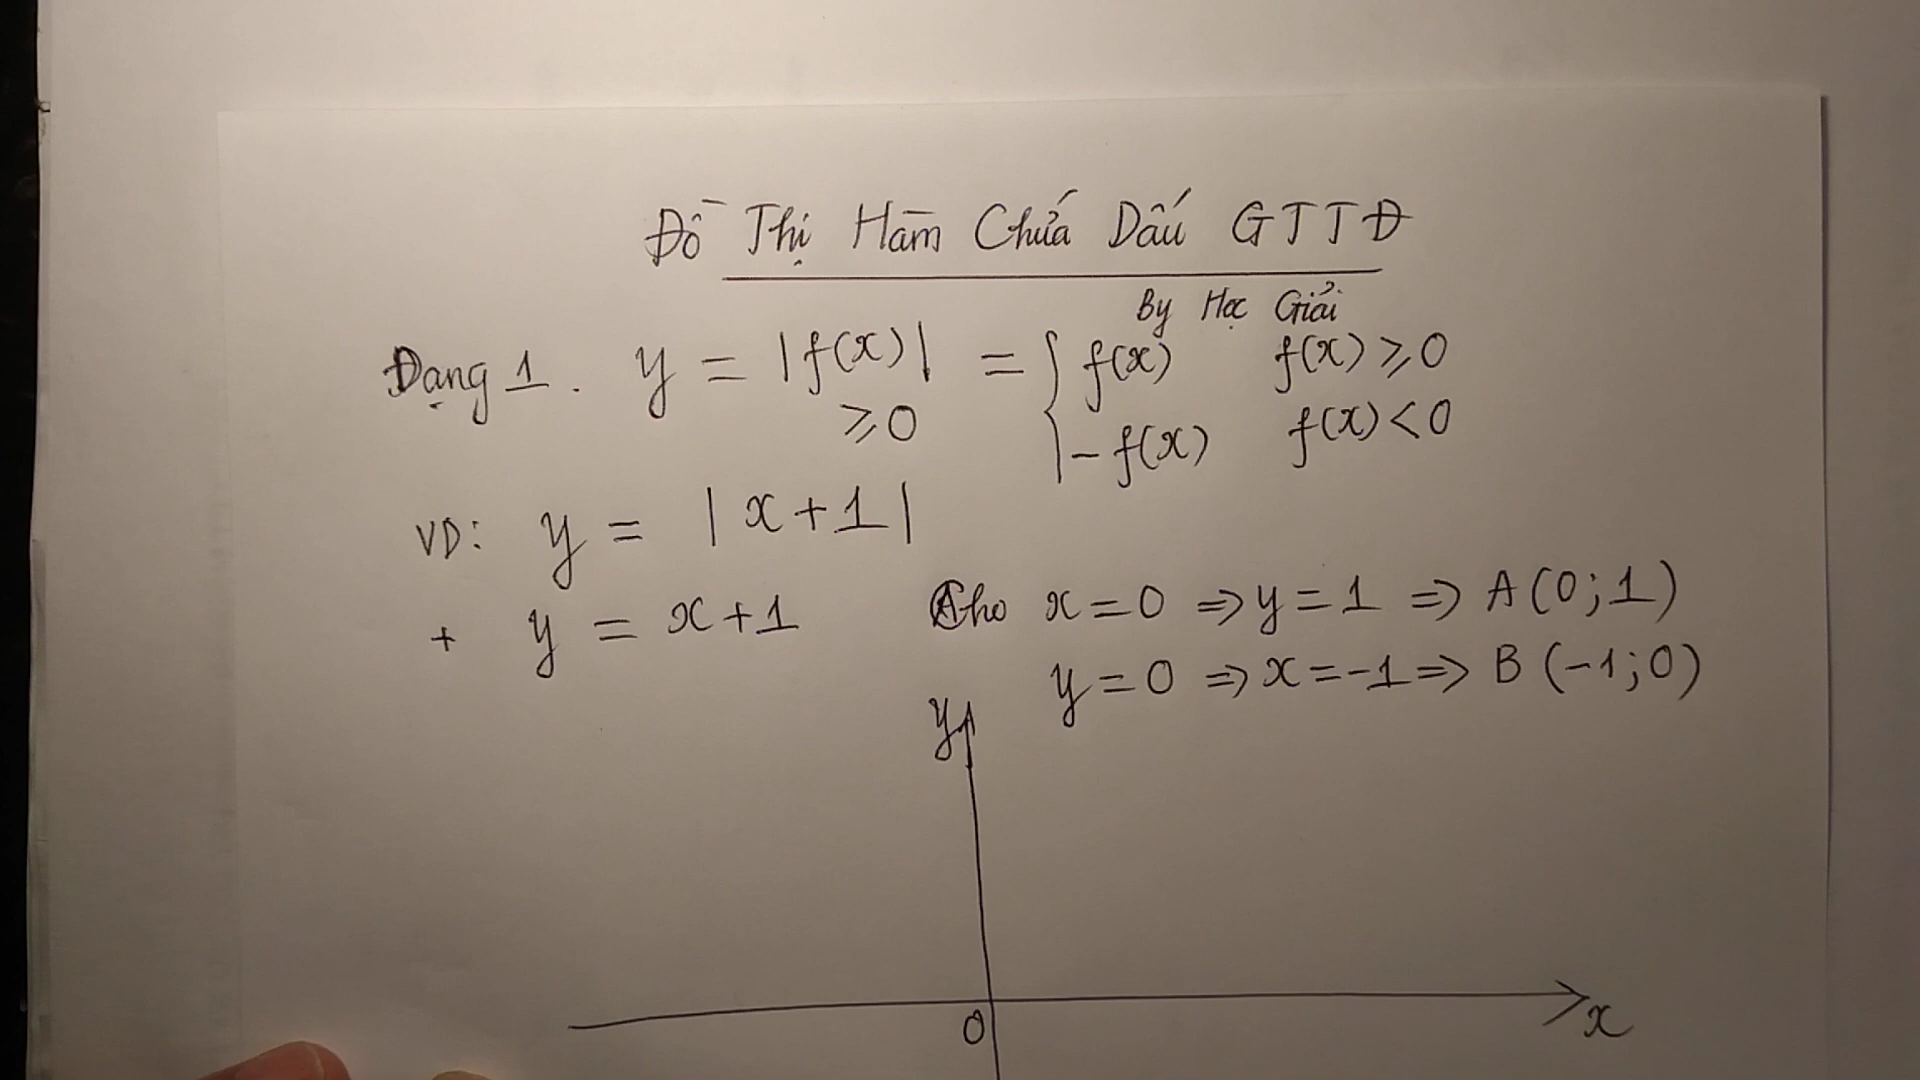 Đồ Thị Hàm Chứa Dấu GTTĐ
By Học Giải
Dạng 1. y = |f(x)| = { f(x) f(x) ⩾ 0
⩾ 0 - f(x) f(x) < 0
VD: y = |x+1|
+ y = x+1 Cho x = 0 => y = 1 => A(0;1)
y = 0 => x = -1 => B (-1;0)
y
0
x